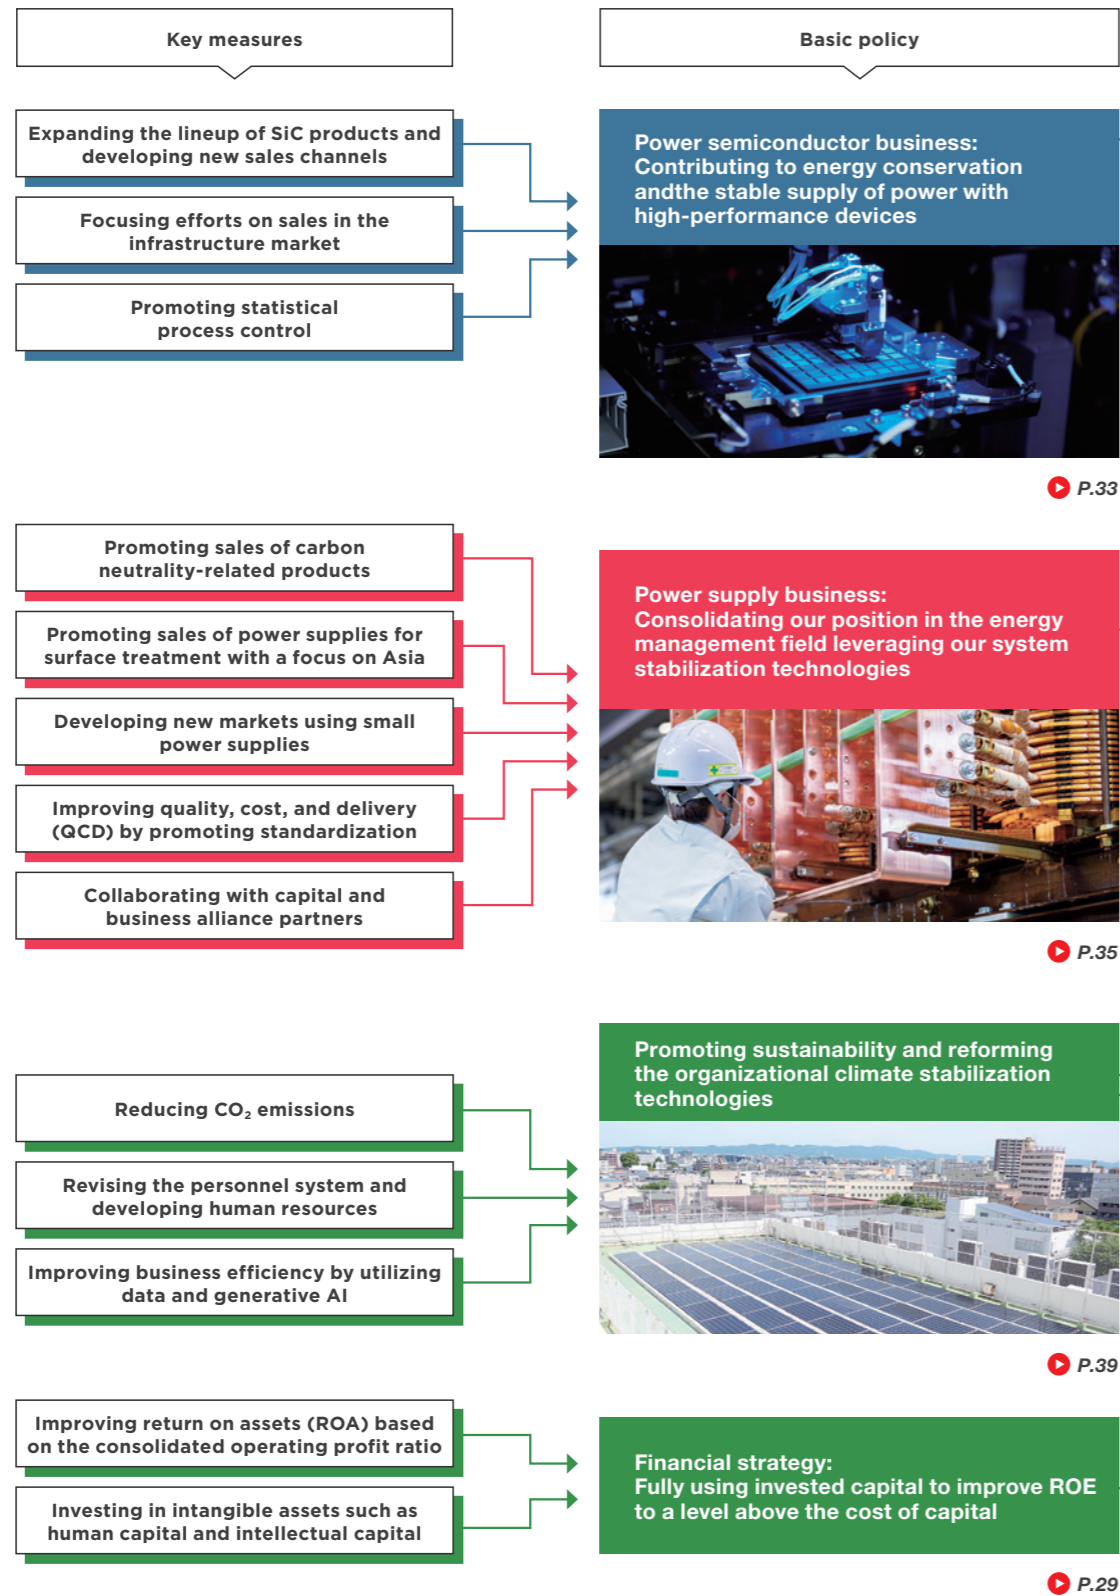 Key measures
Basic policy
Expanding the lineup of SiC products and
developing new sales channels
Focusing efforts on sales in the
infrastructure market
Promoting statistical
process control
Power semiconductor business:
Contributing to energy conservation
andthe stable supply of power with
high-performance devices
P.33
Promoting sales of carbon
neutrality-related products
Promoting sales of power supplies for
surface treatment with a focus on Asia
Developing new markets using small
power supplies
Improving quality, cost, and delivery
(QCD) by promoting standardization
Collaborating with capital and
business alliance partners
Power supply business:
Consolidating our position in the energy
management field leveraging our system
stabilization technologies
P.35
Reducing CO₂ emissions
Revising the personnel system and
developing human resources
Improving business efficiency by utilizing
data and generative AI
Promoting sustainability and reforming
the organizational climate stabilization
technologies
P.39
Improving return on assets (ROA) based
on the consolidated operating profit ratio
Investing in intangible assets such as
human capital and intellectual capital
Financial strategy:
Fully using invested capital to improve ROE
to a level above the cost of capital
P.29